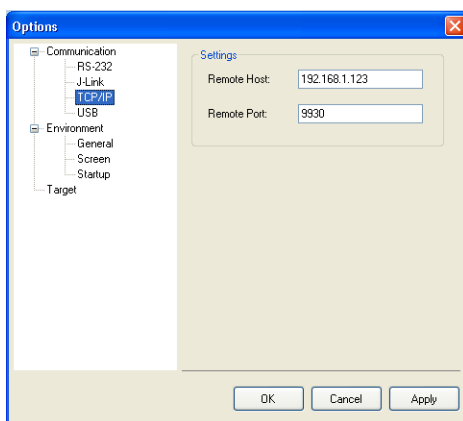 Options
Communication
RS-232
J-Link
TCP/IP
USB
Environment
General
Screen
Startup
Target
Settings
Remote Host: 192.168.1.123
Remote Port: 9930
OK Cancel Apply